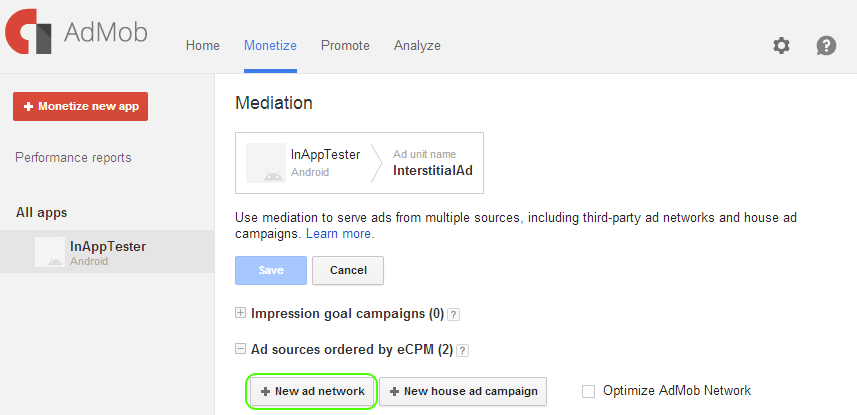 AdMob
Home Monetize Promote Analyze
+ Monetize new app
Performance reports
All apps
InAppTester
Android
Mediation
InAppTester
Android
Ad unit name
InterstitialAd
Use mediation to serve ads from multiple sources, including third-party ad networks and house ad
campaigns. Learn more.
Save Cancel
Impression goal campaigns (0) ?
Ad sources ordered by eCPM (2) ?
+ New ad network + New house ad campaign Optimize AdMob Network